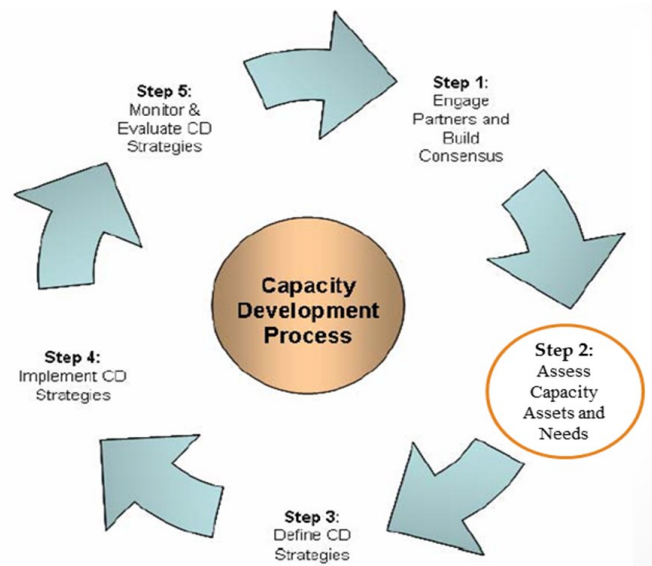 Step 1:
Engage
Partners and
Build
Consensus
Step 2:
Assess
Capacity
Assets and
Needs
Step 3:
Define CD
Strategies
Step 4:
Implement CD
Strategies
Step 5:
Monitor &
Evaluate CD
Strategies
Capacity
Development
Process